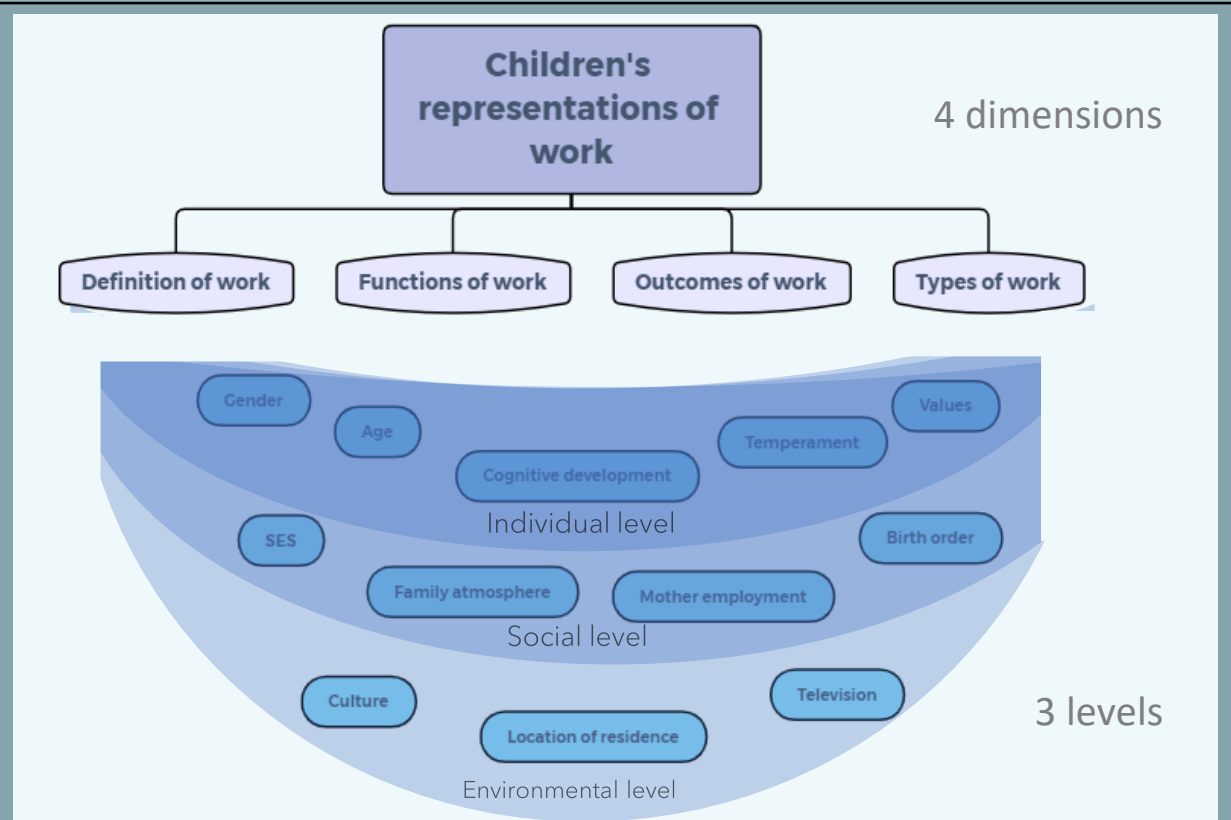 Children's
representations of
work
4 dimensions
Definition of work
Functions of work
Outcomes of work
Types of work
Gender
Age
Cognitive development
Temperament
Values
Individual level
SES
Family atmosphere
Mother employment
Birth order
Social level
Culture
Location of residence
Television
3 levels
Environmental level